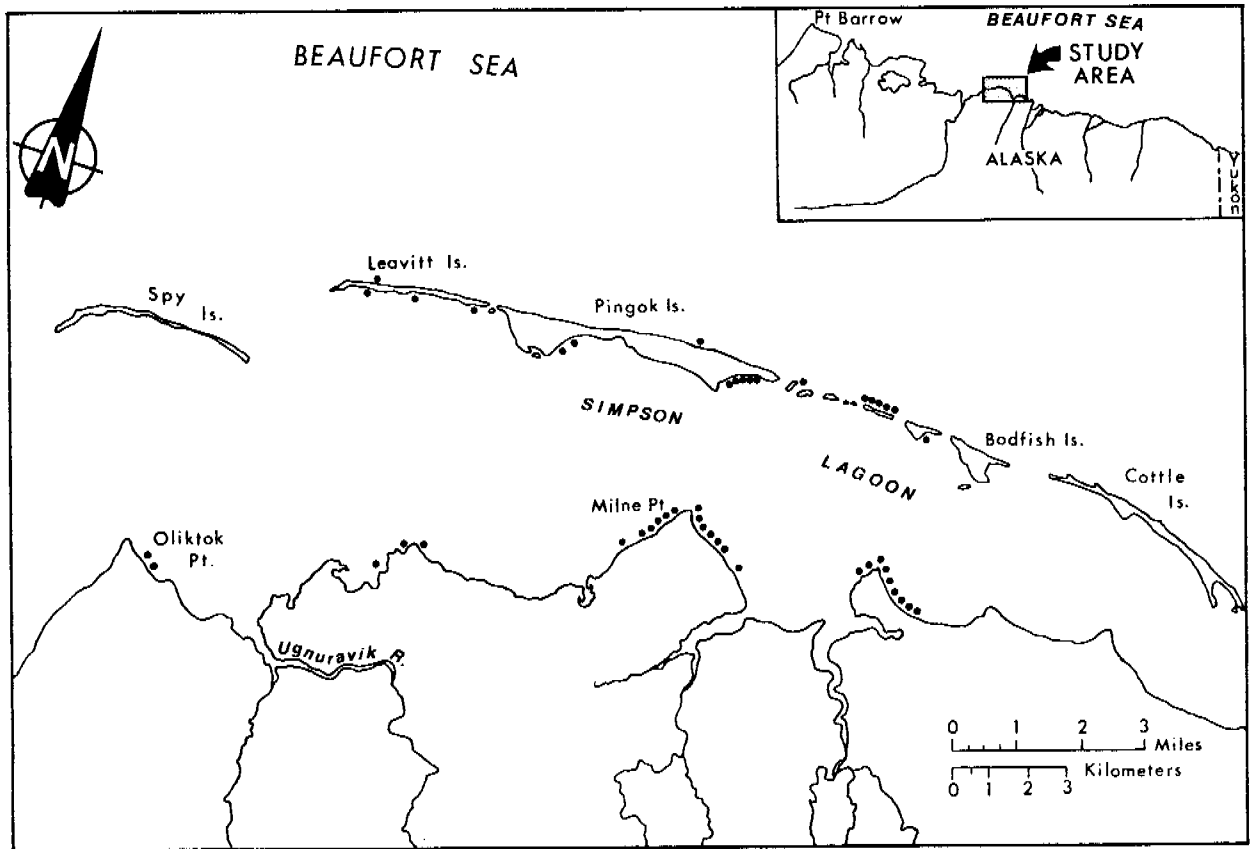 BEAUFORT SEA
Pt Barrow
BEAUFORT SEA
STUDY
AREA
ALASKA
Yukon
N
Leavitt Is.
Spy
Is.
Pingok Is.
SIMPSON
LAGOON
Bodfish Is.
Cottle
Is.
Milne Pt
Oliktok
Pt.
Ugnuravik R.
0 1 2 3
Miles
Kilometers
0 1 2 3